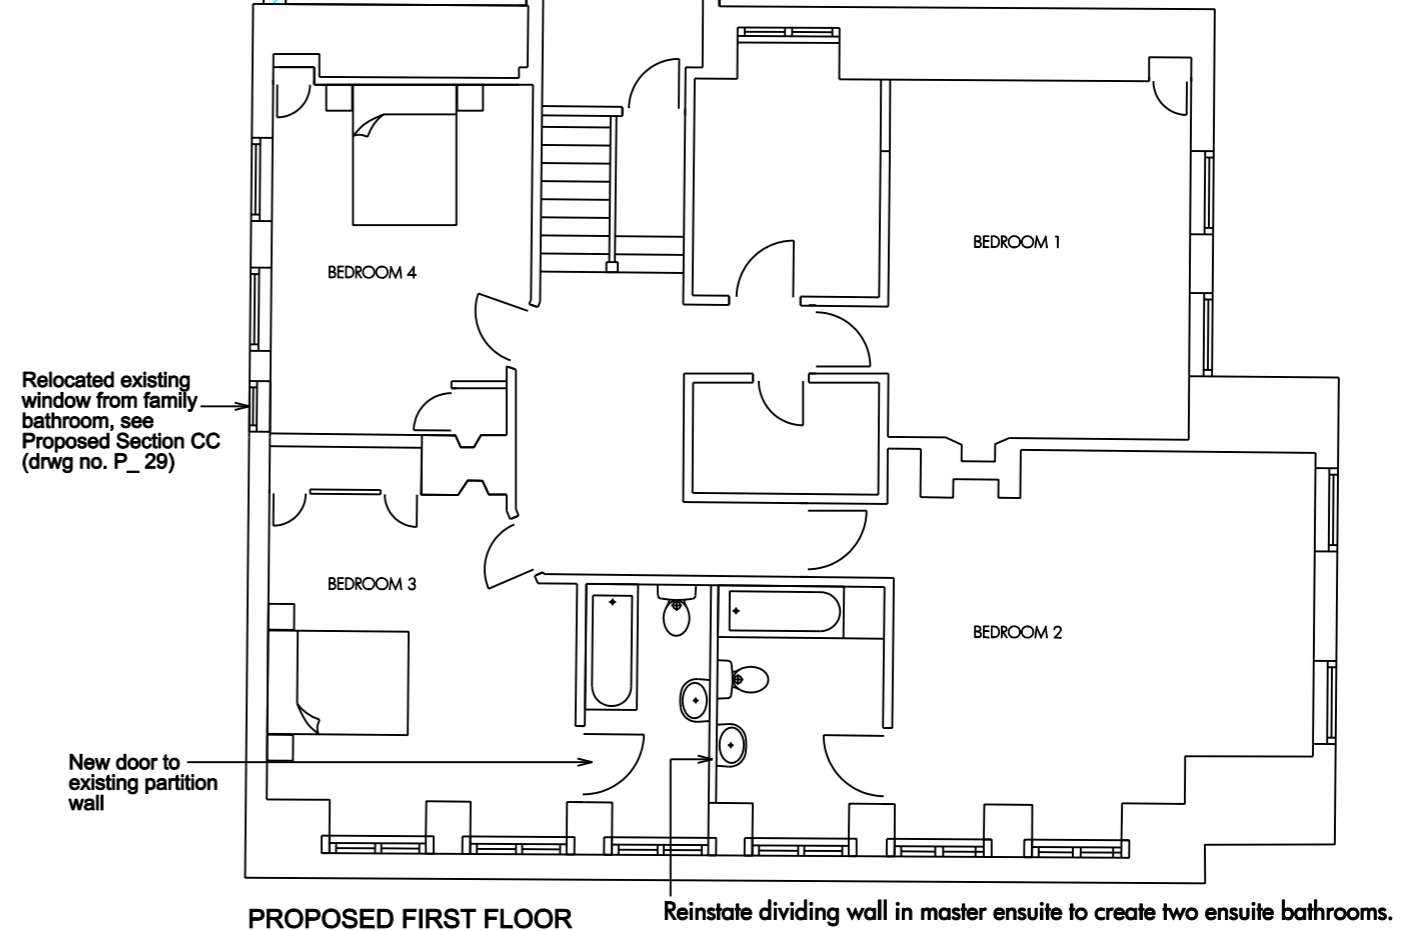 BEDROOM 1
BEDROOM 4
Relocated existing
window from family
bathroom, see
Proposed Section CC
(drwg no. P_ 29)
BEDROOM 3
BEDROOM 2
New door to
existing partition
wall
PROPOSED FIRST FLOOR
Reinstate dividing wall in master ensuite to create two ensuite bathrooms.